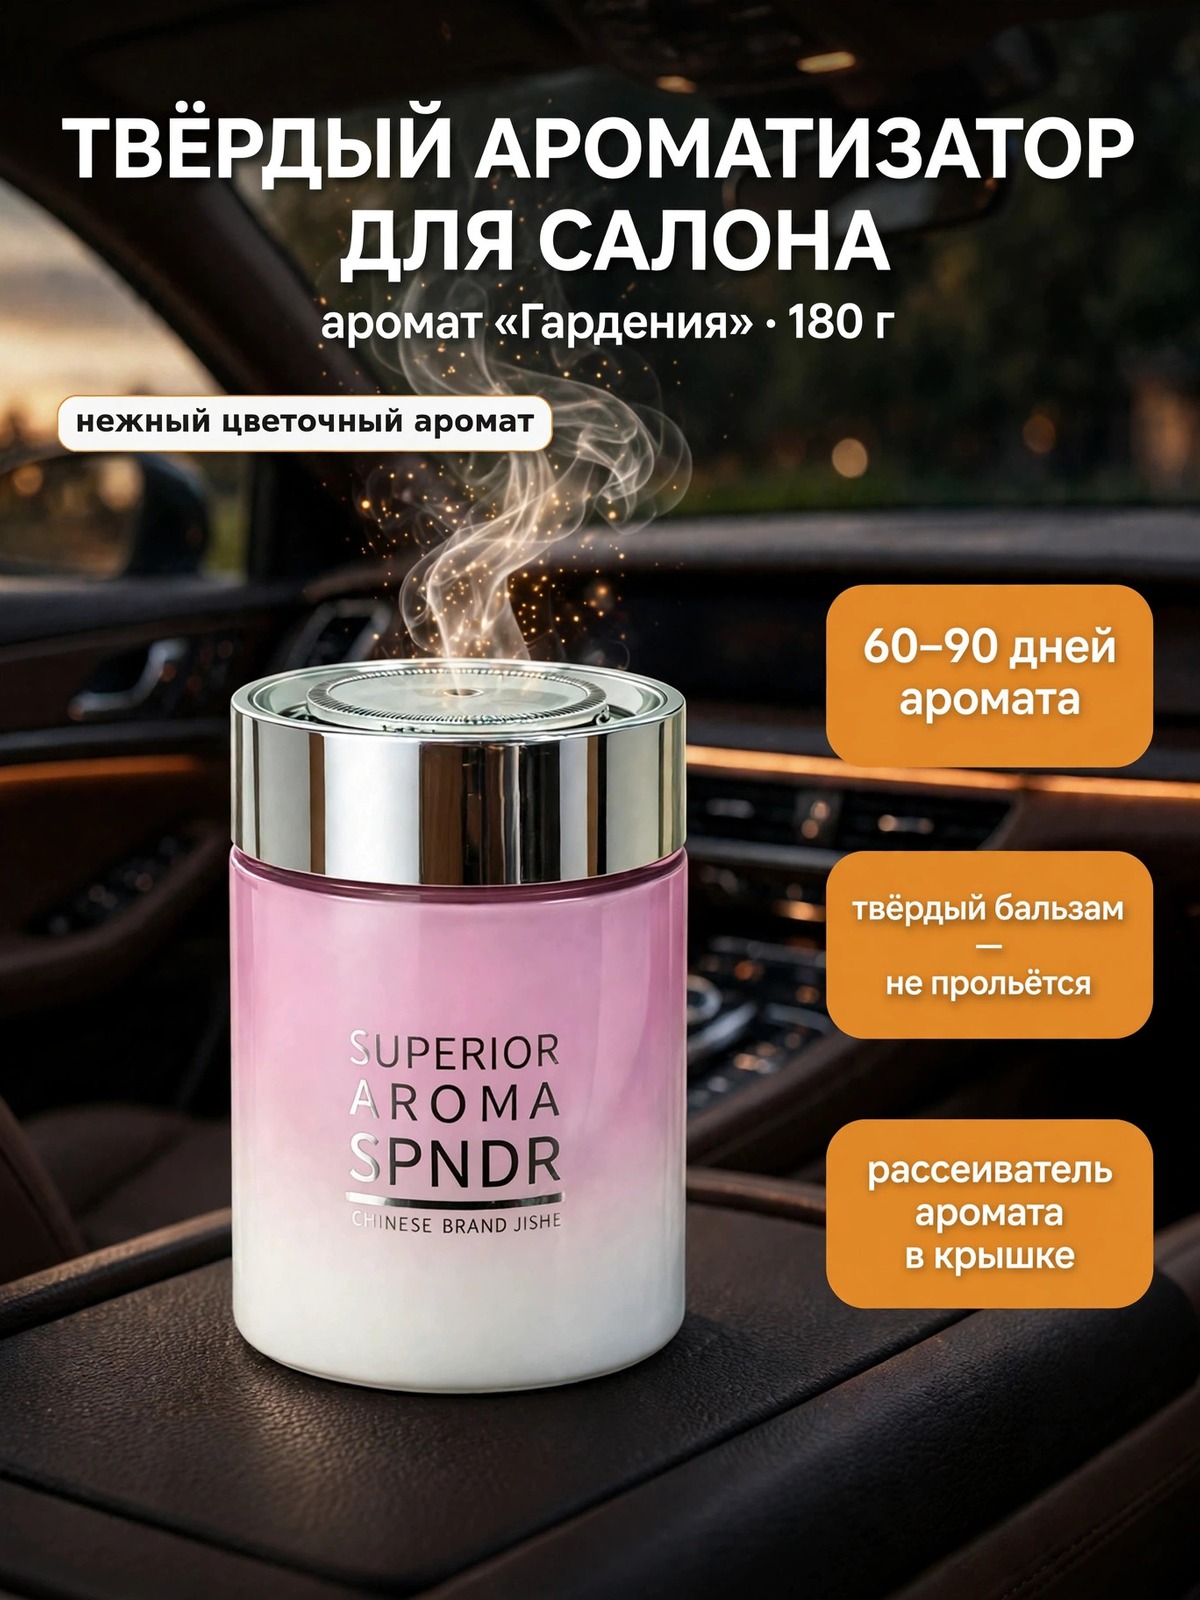 ТВЁРДЫЙ АРОМАТИЗАТОР
ДЛЯ САЛОНА
аромат «Гардения» · 180 г
нежный цветочный аромат
60–90 дней
аромата
твёрдый бальзам
—
не прольётся
рассеиватель
аромата
в крышке
SUPERIOR
AROMA
SPNDR
CHINESE BRAND JISHE